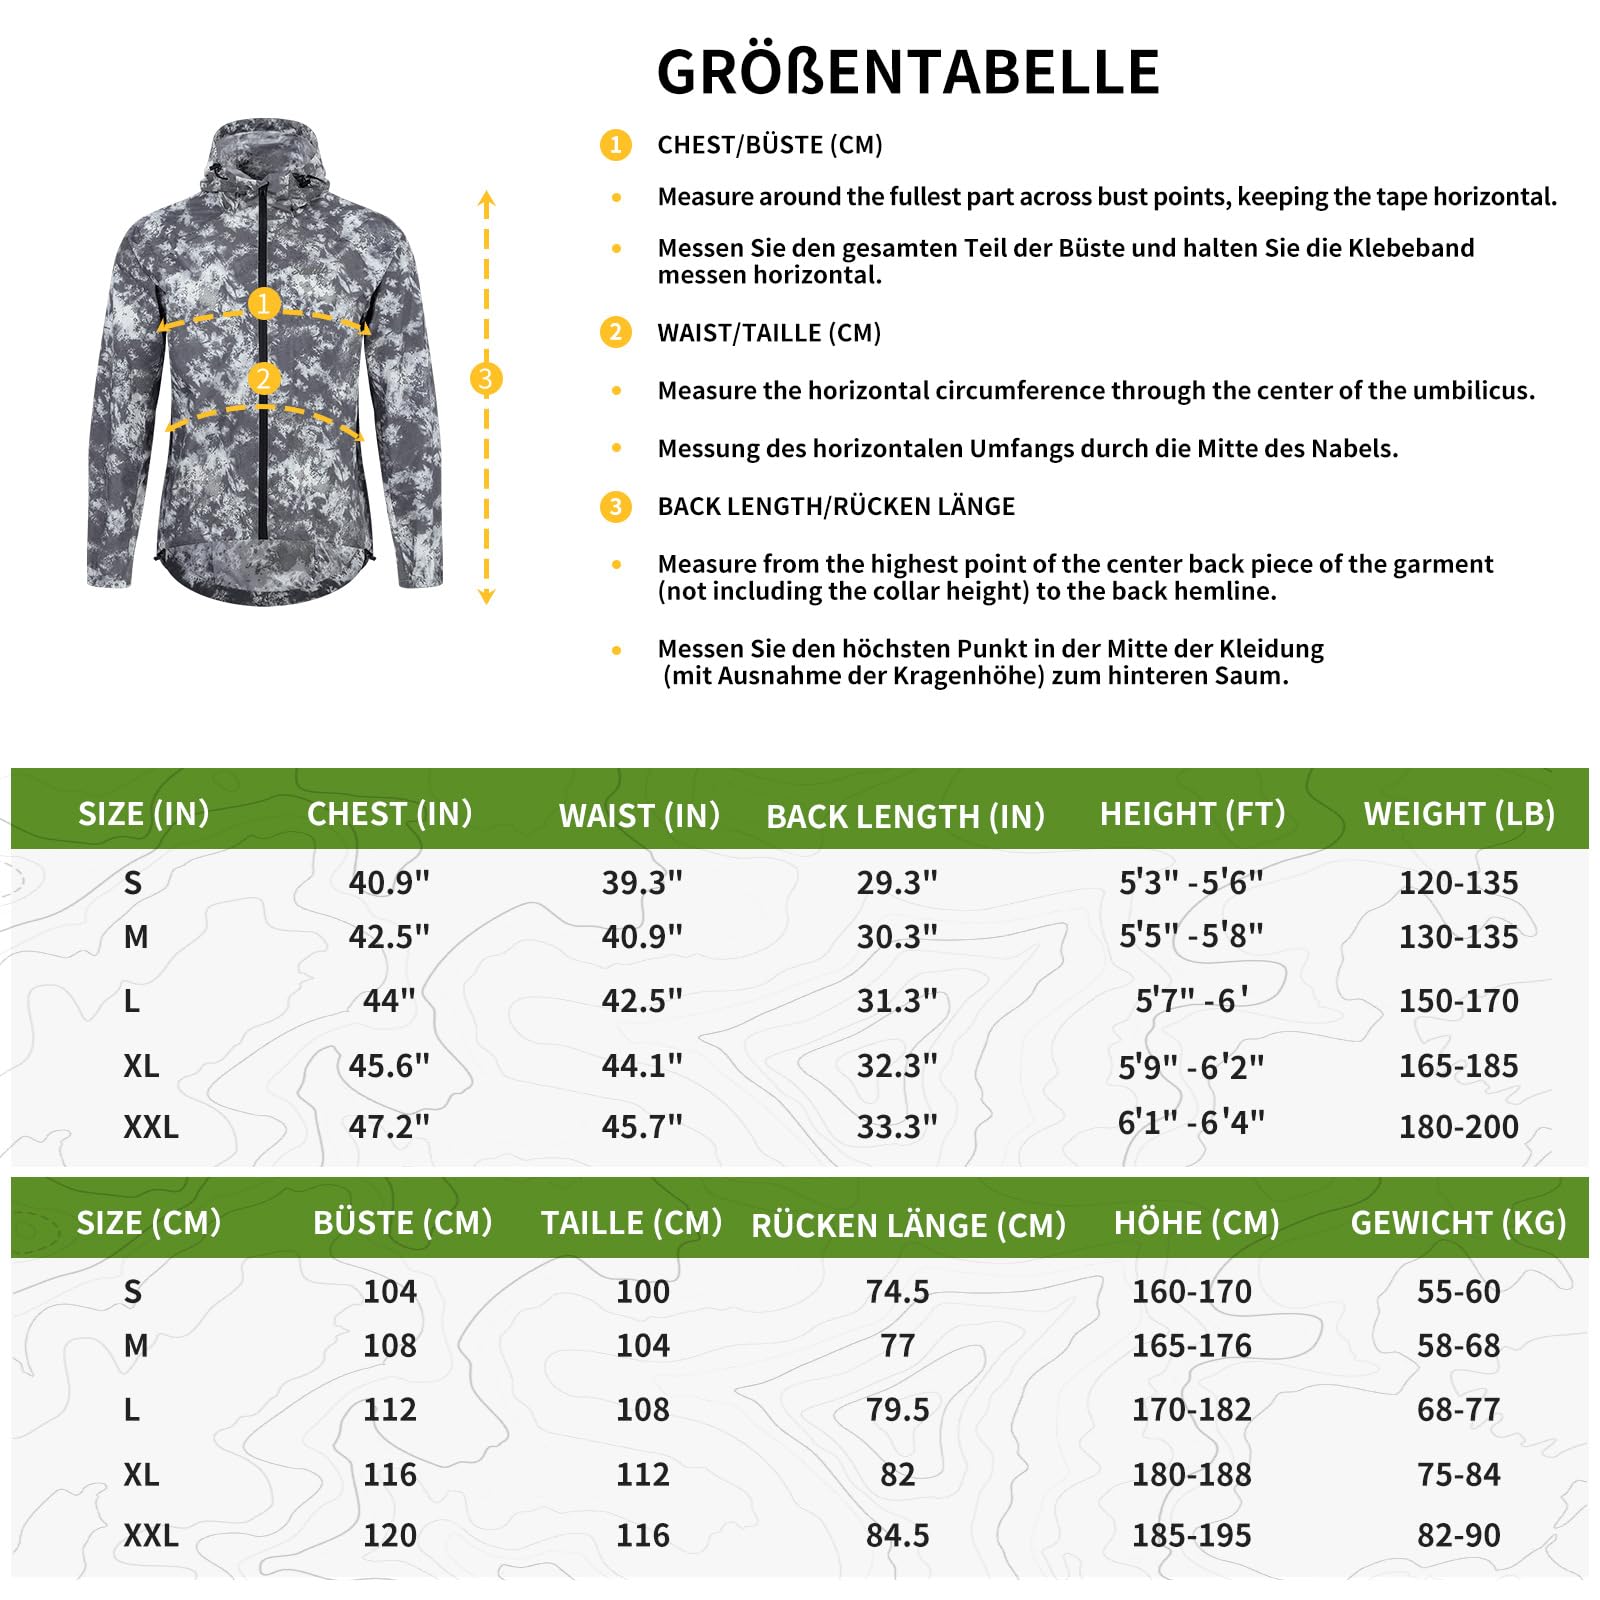 GRÖßENTABELLE
1 CHEST/BÜSTE (CM)
• Measure around the fullest part across bust points, keeping the tape horizontal.
• Messen Sie den gesamten Teil der Büste und halten Sie die Klebeband
messen horizontal.
2 WAIST/TAILLE (CM)
• Measure the horizontal circumference through the center of the umbilicus.
• Messung des horizontalen Umfangs durch die Mitte des Nabels.
3 BACK LENGTH/RÜCKEN LÄNGE
• Measure from the highest point of the center back piece of the garment
(not including the collar height) to the back hemline.
• Messen Sie den höchsten Punkt in der Mitte der Kleidung
(mit Ausnahme der Kragenhöhe) zum hinteren Saum.
1
2
3
SIZE (IN) CHEST (IN) WAIST (IN) BACK LENGTH (IN) HEIGHT (FT) WEIGHT (LB)
S 40.9" 39.3" 29.3" 5'3" -5'6" 120-135
M 42.5" 40.9" 30.3" 5'5" -5'8" 130-135
L 44" 42.5" 31.3" 5'7" -6' 150-170
XL 45.6" 44.1" 32.3" 5'9" -6'2" 165-185
XXL 47.2" 45.7" 33.3" 6'1" -6'4" 180-200
SIZE (CM) BÜSTE (CM) TAILLE (CM) RÜCKEN LÄNGE (CM) HÖHE (CM) GEWICHT (KG)
S 104 100 74.5 160-170 55-60
M 108 104 77 165-176 58-68
L 112 108 79.5 170-182 68-77
XL 116 112 82 180-188 75-84
XXL 120 116 84.5 185-195 82-90